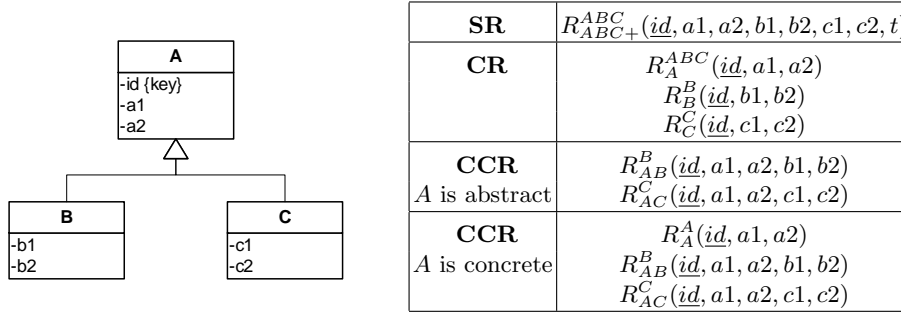 A
-id {key}
-a1
-a2
B
-b1
-b2
C
-c1
-c2
SR R^{ABC}_{ABC+}(id, a1, a2, b1, b2, c1, c2, t)
CR R^{ABC}_{A}(id, a1, a2)
R^{B}_{B}(id, b1, b2)
R^{C}_{C}(id, c1, c2)
CCR R^{B}_{AB}(id, a1, a2, b1, b2)
A is abstract R^{C}_{AC}(id, a1, a2, c1, c2)
CCR R^{A}_{A}(id, a1, a2)
A is concrete R^{B}_{AB}(id, a1, a2, b1, b2)
R^{C}_{AC}(id, a1, a2, c1, c2)